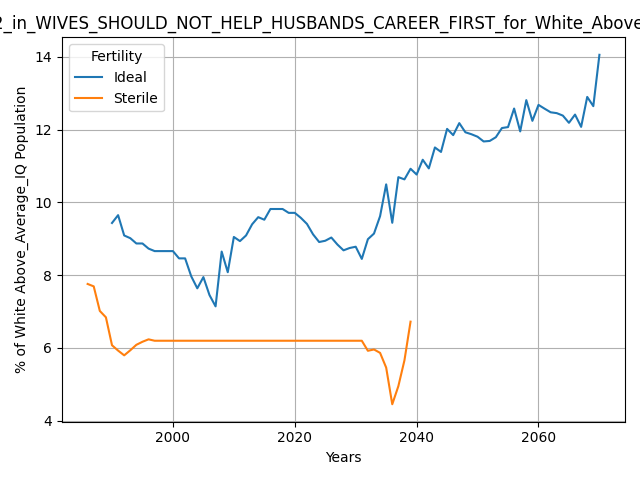 2_in_WIVES_SHOULD_NOT_HELP_HUSBANDS_CAREER_FIRST_for_White_Above
Fertility
Ideal
Sterile
% of White Above_Average_IQ Population
14
12
10
8
6
4
2000
2020
2040
2060
Years